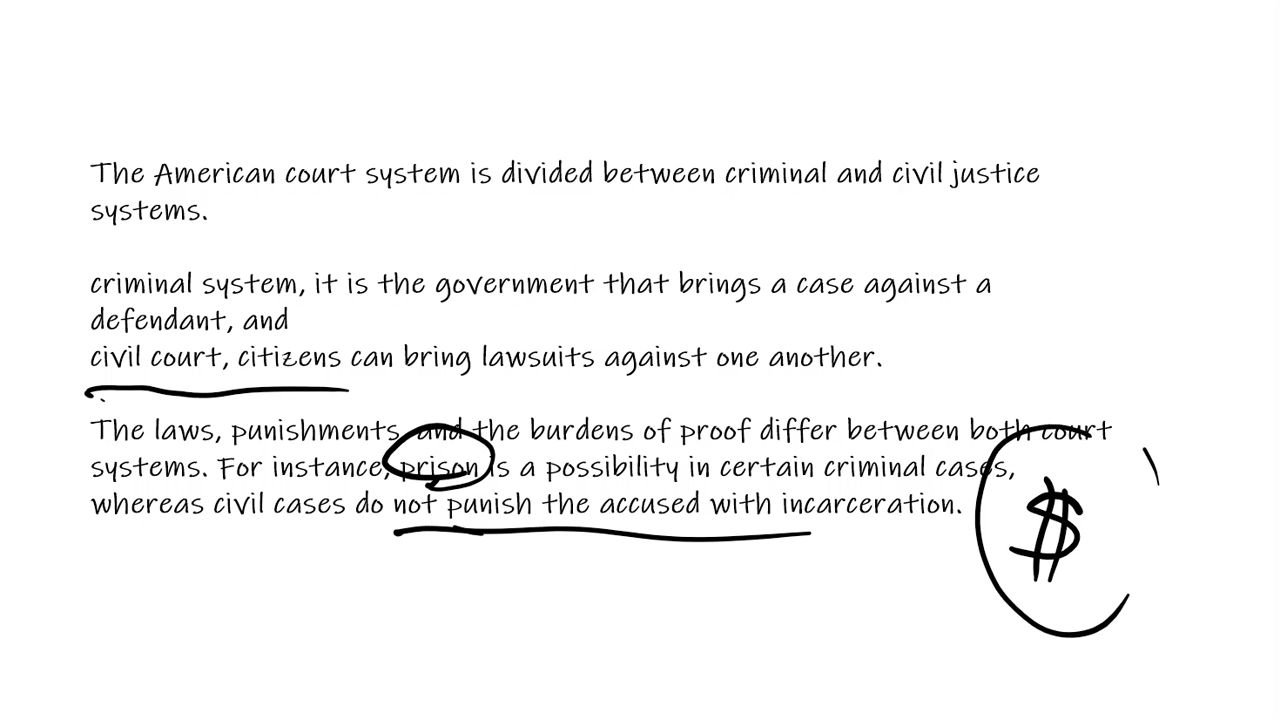 The American court system is divided between criminal and civil justice
systems.
criminal system, it is the government that brings a case against a
defendant, and
civil court, citizens can bring lawsuits against one another.
The laws, punishments, and the burdens of proof differ between both court
systems. For instance, prison is a possibility in certain criminal cases,
whereas civil cases do not punish the accused with incarceration.
$